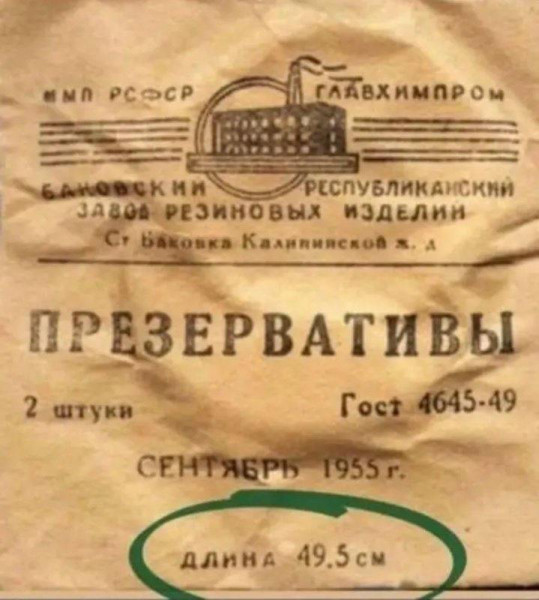 ММП РСФСР ГЛАВХИМПРОМ
БАКОВСКИЙ РЕСПУБЛИКАНСКИЙ
ЗАВОД РЕЗИНОВЫХ ИЗДЕЛИЙ
Ст Баковка Калининской ж. д
ПРЕЗЕРВАТИВЫ
2 штуки Гост 4645-49
СЕНТЯБРЬ 1955 г.
ДЛИНА 49.5 см